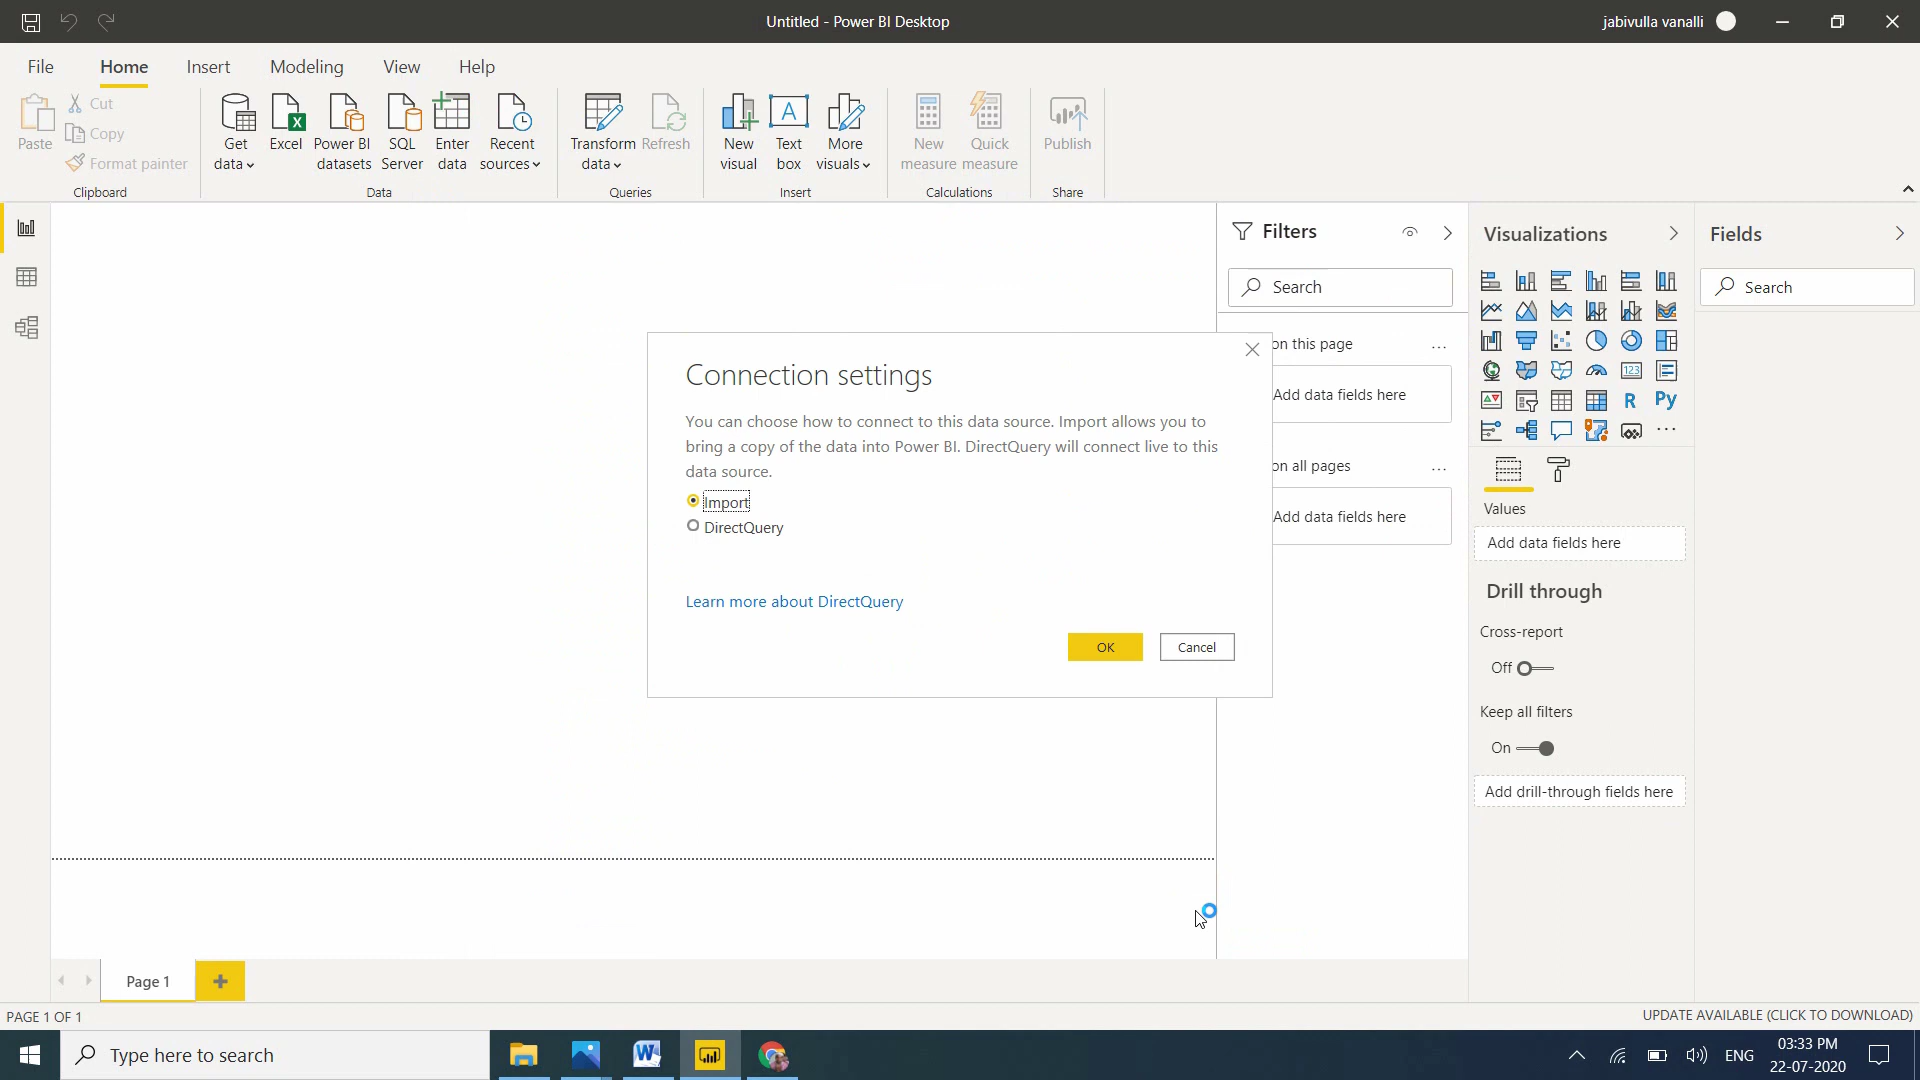 Untitled - Power BI Desktop
jabivulla vanalli
File Home Insert Modeling View Help
Paste
Cut
Copy
Format painter
Clipboard
Get data
Excel
Power BI datasets
SQL Server
Enter data
Recent sources
Data
Transform data
Refresh
Queries
New visual
Text box
More visuals
Insert
New measure
Quick measure
Calculations
Publish
Share
Filters
Search
on this page
...
Add data fields here
on all pages
...
Add data fields here
Visualizations
123
R
Py
...
Values
Add data fields here
Drill through
Cross-report
Off
Keep all filters
On
Add drill-through fields here
Fields
Search
Connection settings
You can choose how to connect to this data source. Import allows you to
bring a copy of the data into Power BI. DirectQuery will connect live to this
data source.
Import
DirectQuery
Learn more about DirectQuery
OK
Cancel
Page 1
PAGE 1 OF 1
UPDATE AVAILABLE (CLICK TO DOWNLOAD)
Type here to search
ENG
03:33 PM
22-07-2020